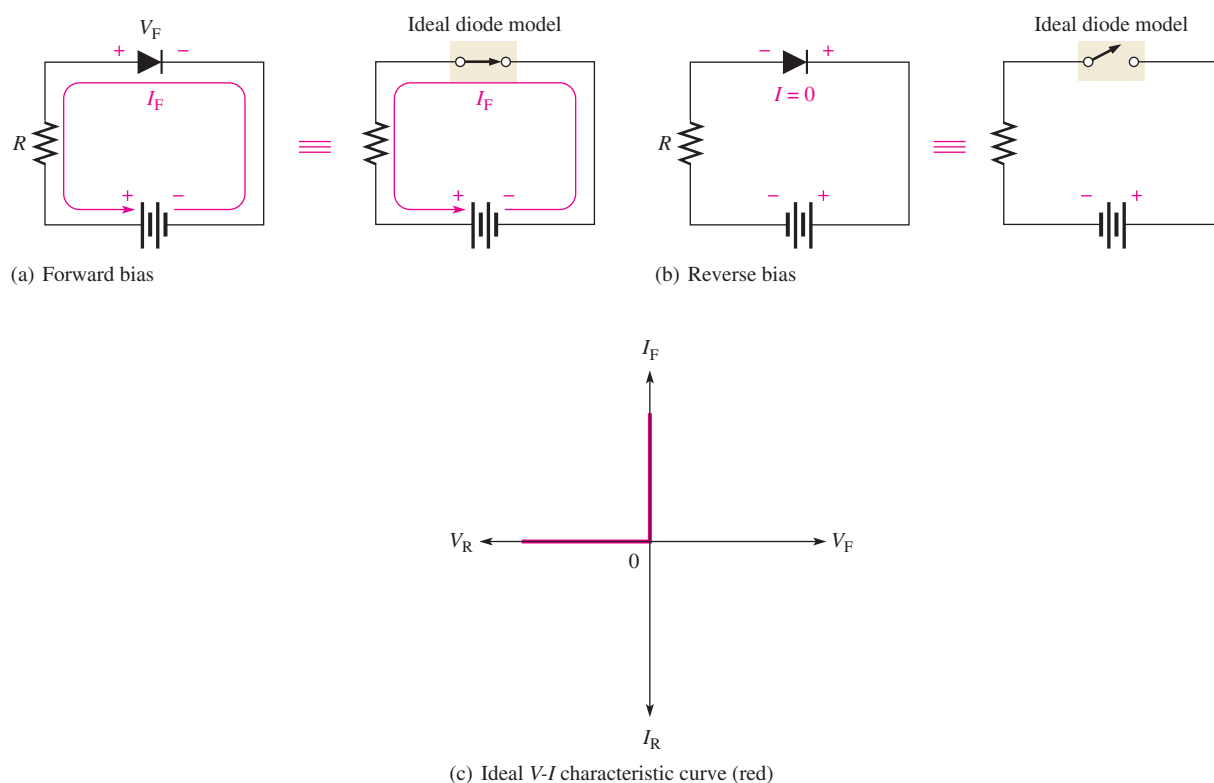 V_F
Ideal diode model
Ideal diode model
+ −
− +
I_F
I_F
I = 0
R
R
+ −
+ −
− +
− +
(a) Forward bias
(b) Reverse bias
I_F
V_R
V_F
0
I_R
(c) Ideal V-I characteristic curve (red)